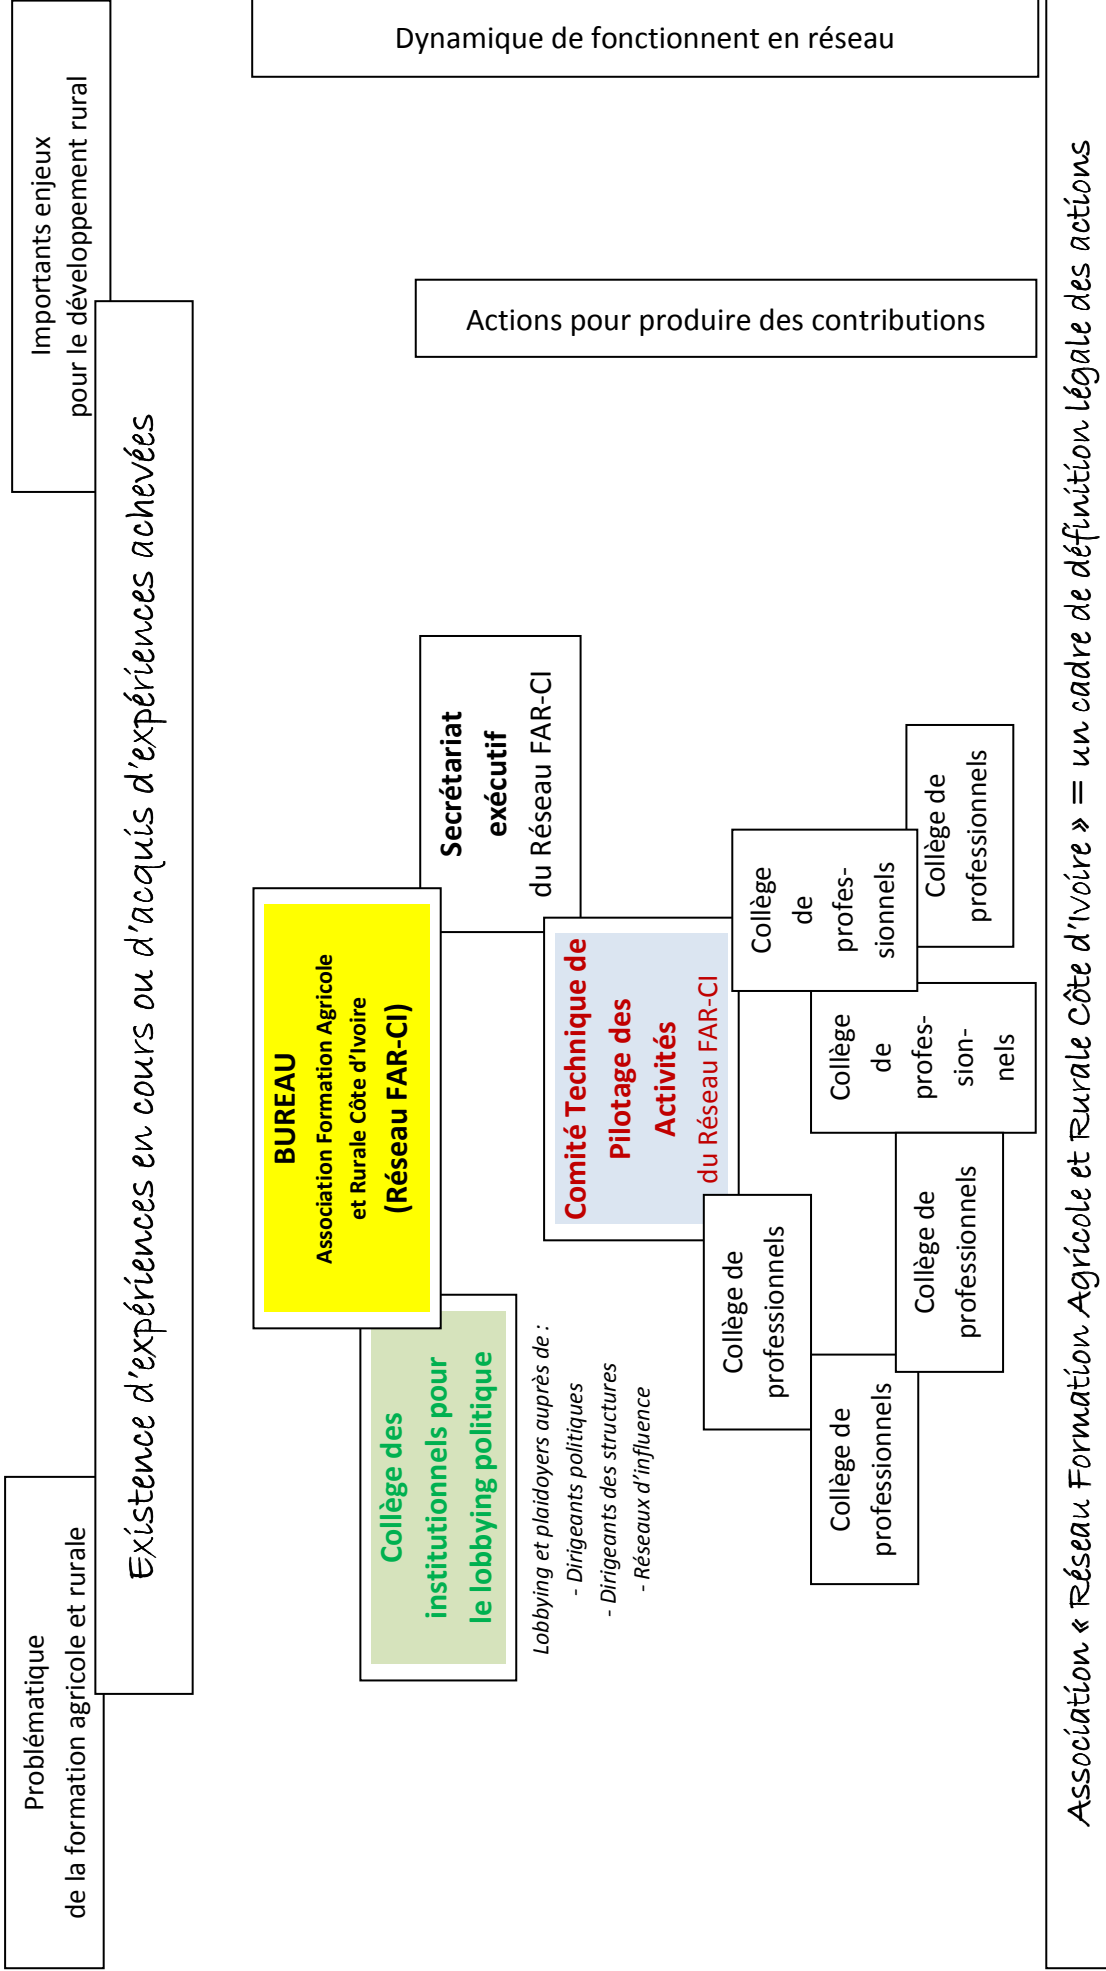 Problématique
de la formation agricole et rurale
Importants enjeux
pour le développement rural
Existence d'expériences en cours ou d'acquis d'expériences achevées
BUREAU
Association Formation Agricole
et Rurale Côte d'Ivoire
(Réseau FAR-CI)
Collège des
institutionnels pour
le lobbying politique
Lobbying et plaidoyers auprès de :
- Dirigeants politiques
- Dirigeants des structures
- Réseaux d'influence
Secrétariat
exécutif
du Réseau FAR-CI
Comité Technique de
Pilotage des
Activités
du Réseau FAR-CI
Collège de
professionnels
Collège de
professionnels
Collège de
professionnels
Collège
de
profes-
sion-
nels
Collège
de
profes-
sionnels
Collège de
professionnels
Actions pour produire des contributions
Dynamique de fonctionnent en réseau
Association « Réseau Formation Agricole et Rurale Côte d'Ivoire » = un cadre de définition légale des actions